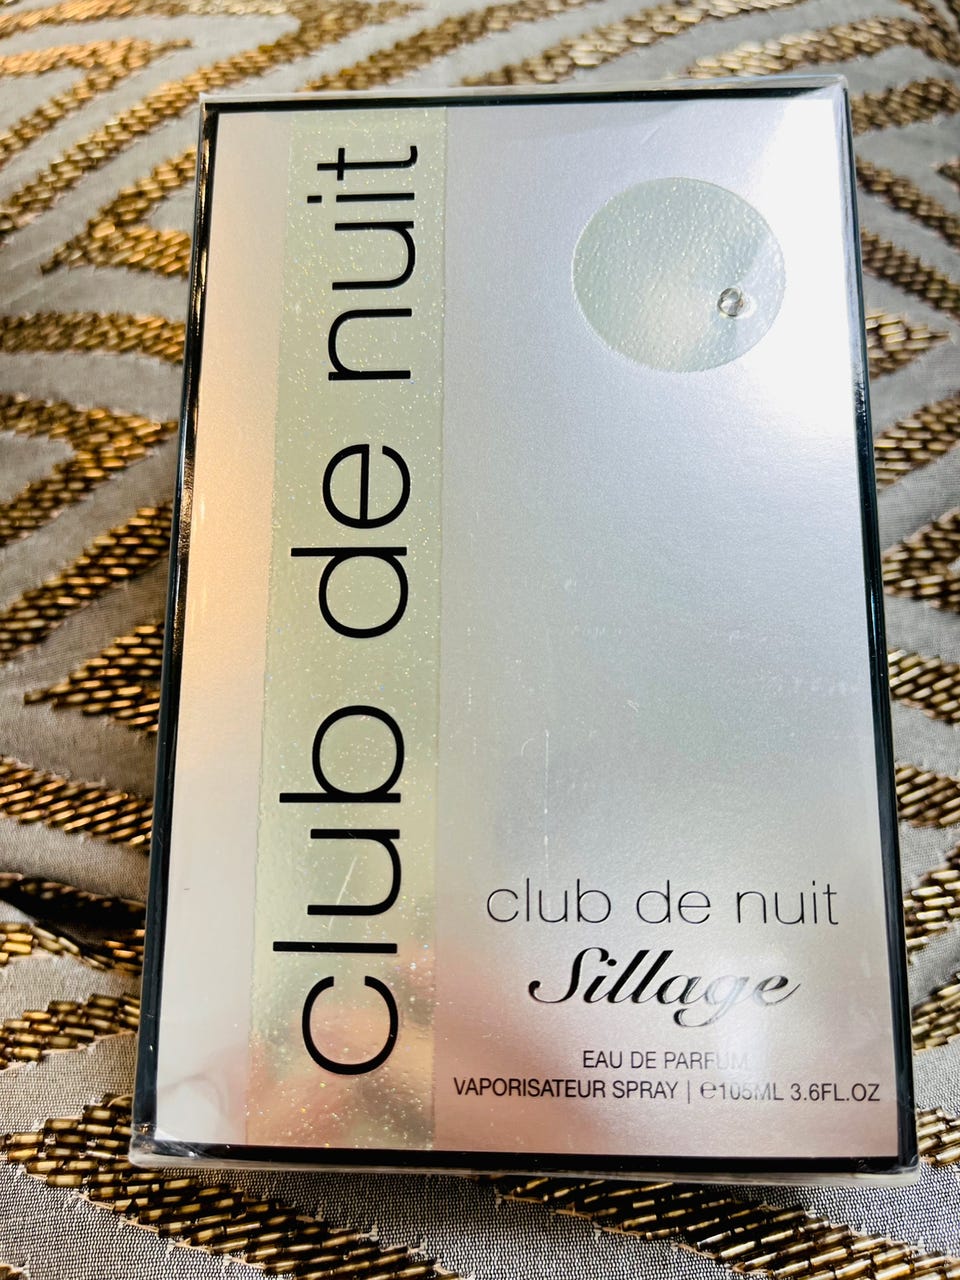 club de nuit
club de nuit
Sillage
EAU DE PARFUM
VAPORISATEUR SPRAY | ℮105ML 3.6FL.OZ